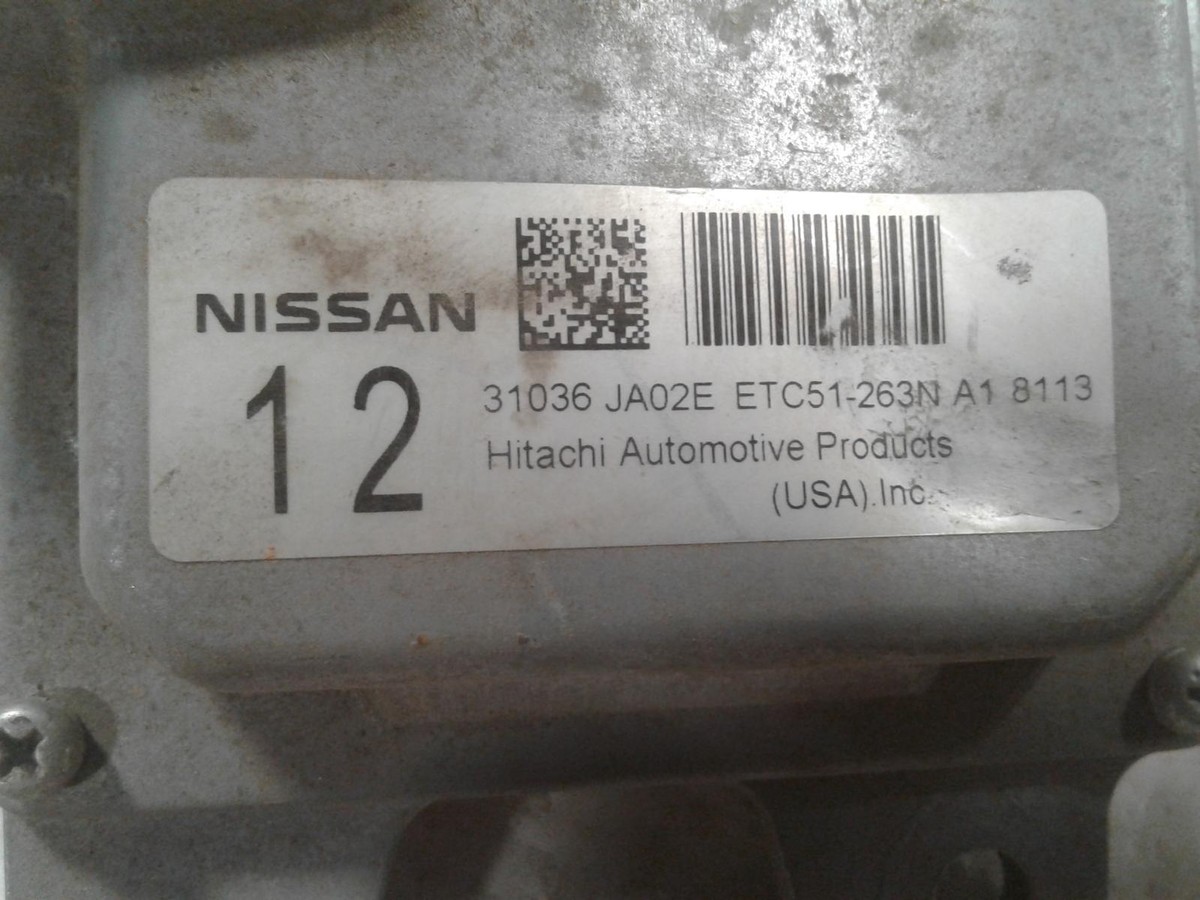 NISSAN
12
31036 JA02E ETC51-263N A1 8113
Hitachi Automotive Products
(USA).Inc.